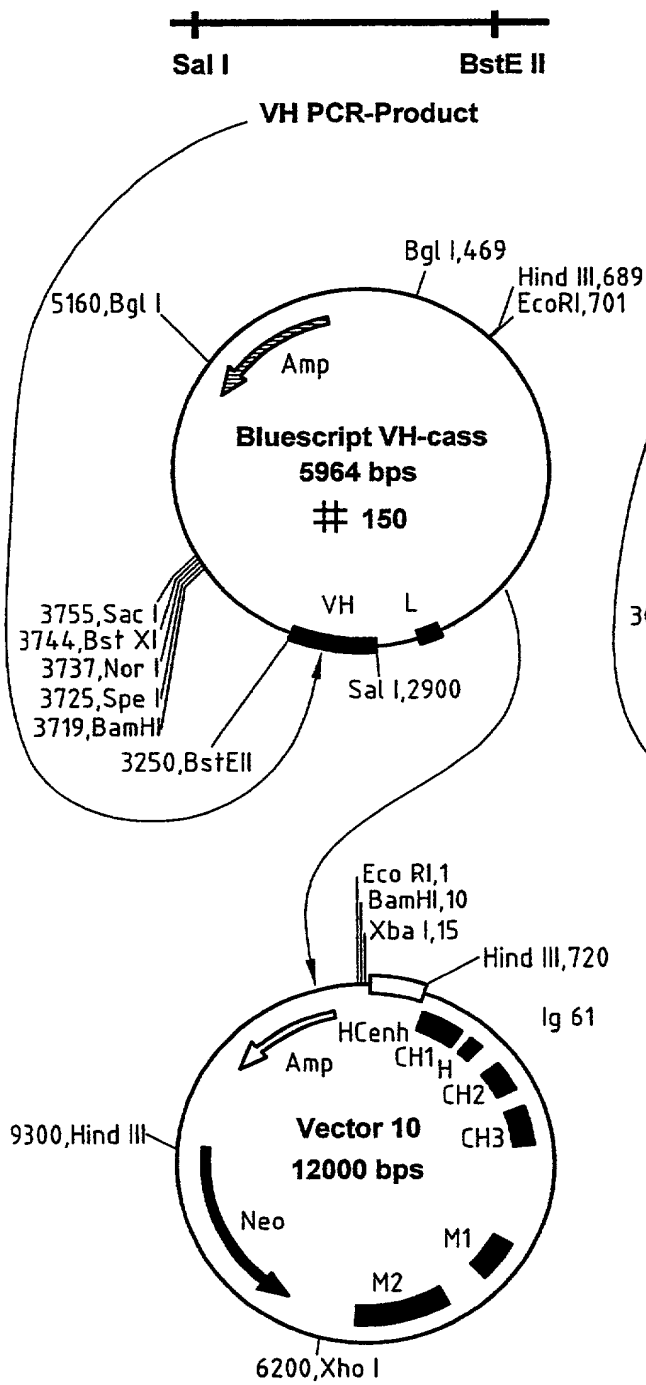 Sal I
BstE II
VH PCR-Product
Bgl I,469
Hind III,689
EcoRI,701
5160,Bgl I
Amp
Bluescript VH-cass
5964 bps
# 150
VH
L
3755,Sac I
3744,Bst XI
3737,Nor I
3725,Spe I
3719,BamHI
Sal I,2900
3250,BstEII
Eco RI,1
BamHI,10
Xba I,15
Hind III,720
Ig 61
HCenh
CH1
H
CH2
CH3
Amp
Vector 10
12000 bps
9300,Hind III
Neo
M1
M2
6200,Xho I